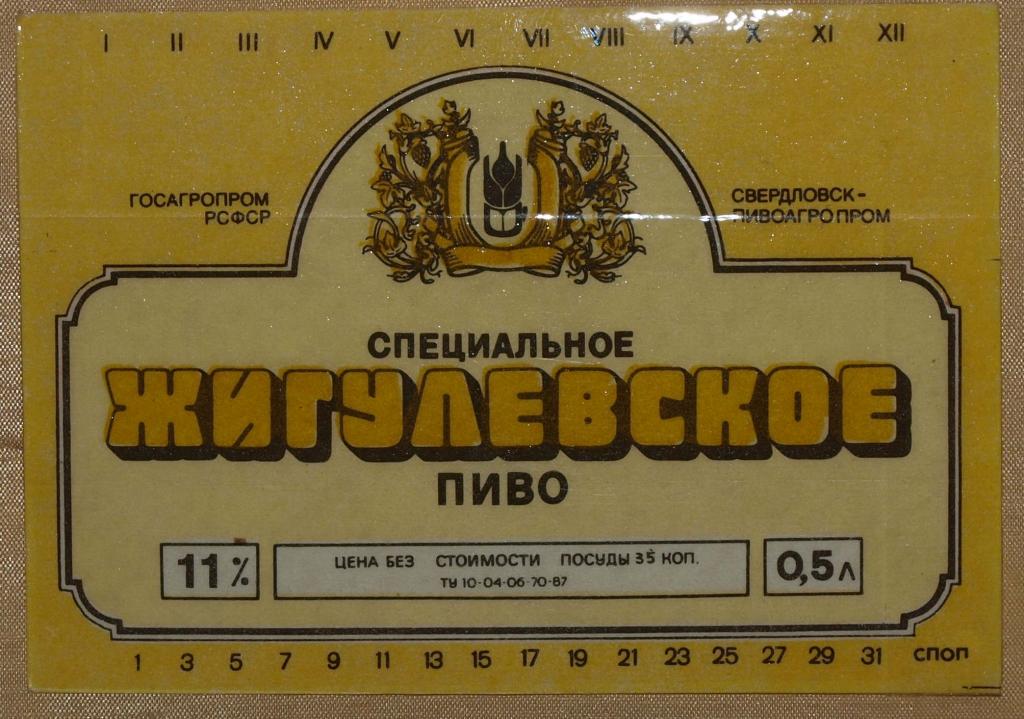 I II III IV V VI VII VIII IX X XI XII
ГОСАГРОПРОМ
РСФСР
СВЕРДЛОВСК-
ПИВОАГРОПРОМ
СПЕЦИАЛЬНОЕ
ЖИГУЛЕВСКОЕ
ПИВО
11%
ЦЕНА БЕЗ СТОИМОСТИ ПОСУДЫ 35 КОП.
ТУ 10-04-06-70-87
0,5л
1 3 5 7 9 11 13 15 17 19 21 23 25 27 29 31 СПОП